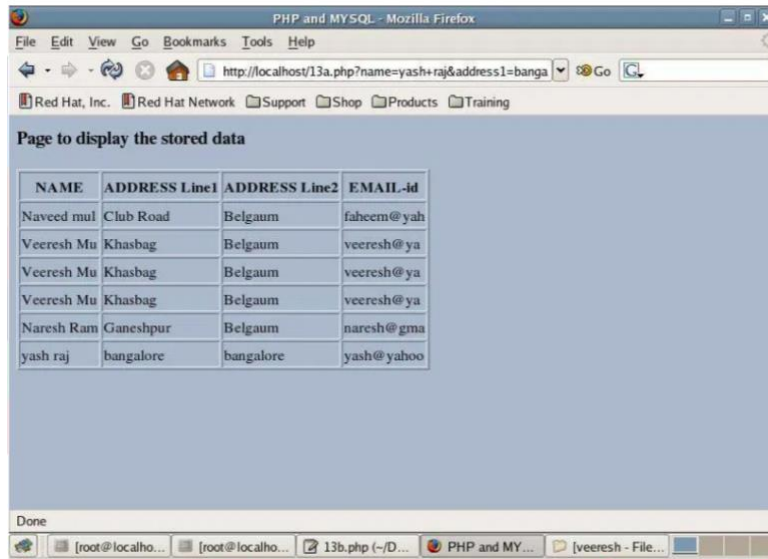 PHP and MYSQL - Mozilla Firefox
File Edit View Go Bookmarks Tools Help
http://localhost/13a.php?name=yash+raj&address1=banga Go G
Red Hat, Inc. Red Hat Network Support Shop Products Training
Page to display the stored data
NAME ADDRESS Line1 ADDRESS Line2 EMAIL-id
Naveed mul Club Road Belgaum faheem@yah
Veeresh Mu Khasbag Belgaum veeresh@ya
Veeresh Mu Khasbag Belgaum veeresh@ya
Veeresh Mu Khasbag Belgaum veeresh@ya
Naresh Ram Ganeshpur Belgaum naresh@gma
yash raj bangalore bangalore yash@yahoo
Done
[root@localho... [root@localho... 13b.php (~/D... PHP and MY... [veeresh - File...